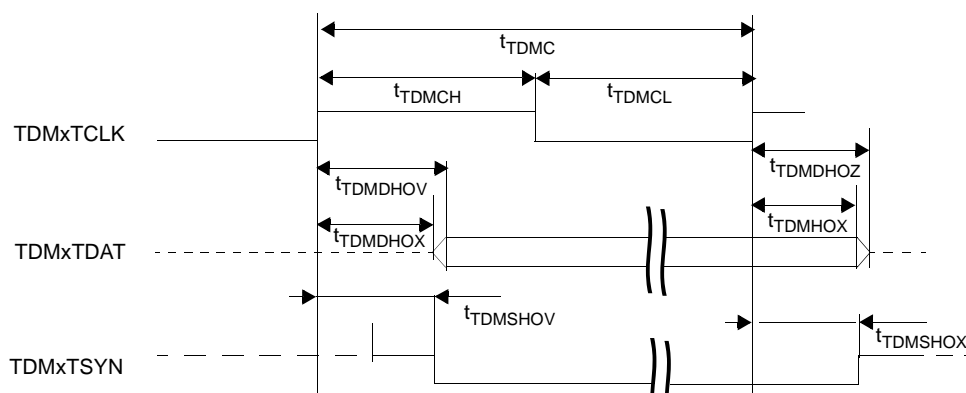 tTDMC
tTDMCH
tTDMCL
TDMxTCLK
tTDMDHOV
tTDMDHOZ
tTDMDHOX
tTDMHOX
TDMxTDAT
tTDMSHOV
tTDMSHOX
TDMxTSYN